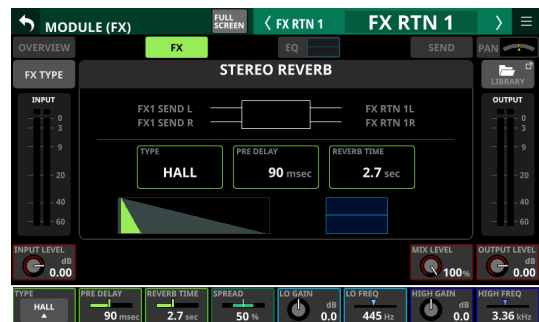 MODULE (FX)
FULL SCREEN
FX RTN 1
FX RTN 1
OVERVIEW
FX
EQ
SEND
PAN
FX TYPE
STEREO REVERB
LIBRARY
INPUT
OUTPUT
FX1 SEND L
FX RTN 1L
FX1 SEND R
FX RTN 1R
0
3
9
20
40
60
0
3
9
20
40
60
TYPE
HALL
PRE DELAY
90 msec
REVERB TIME
2.7 sec
INPUT LEVEL
dB
0.00
MIX LEVEL
100%
OUTPUT LEVEL
dB
0.00
TYPE
HALL
PRE DELAY
90 msec
REVERB TIME
2.7 sec
SPREAD
50 %
LO GAIN
dB
0.0
LO FREQ
445 Hz
HIGH GAIN
dB
0.0
HIGH FREQ
3.36 kHz